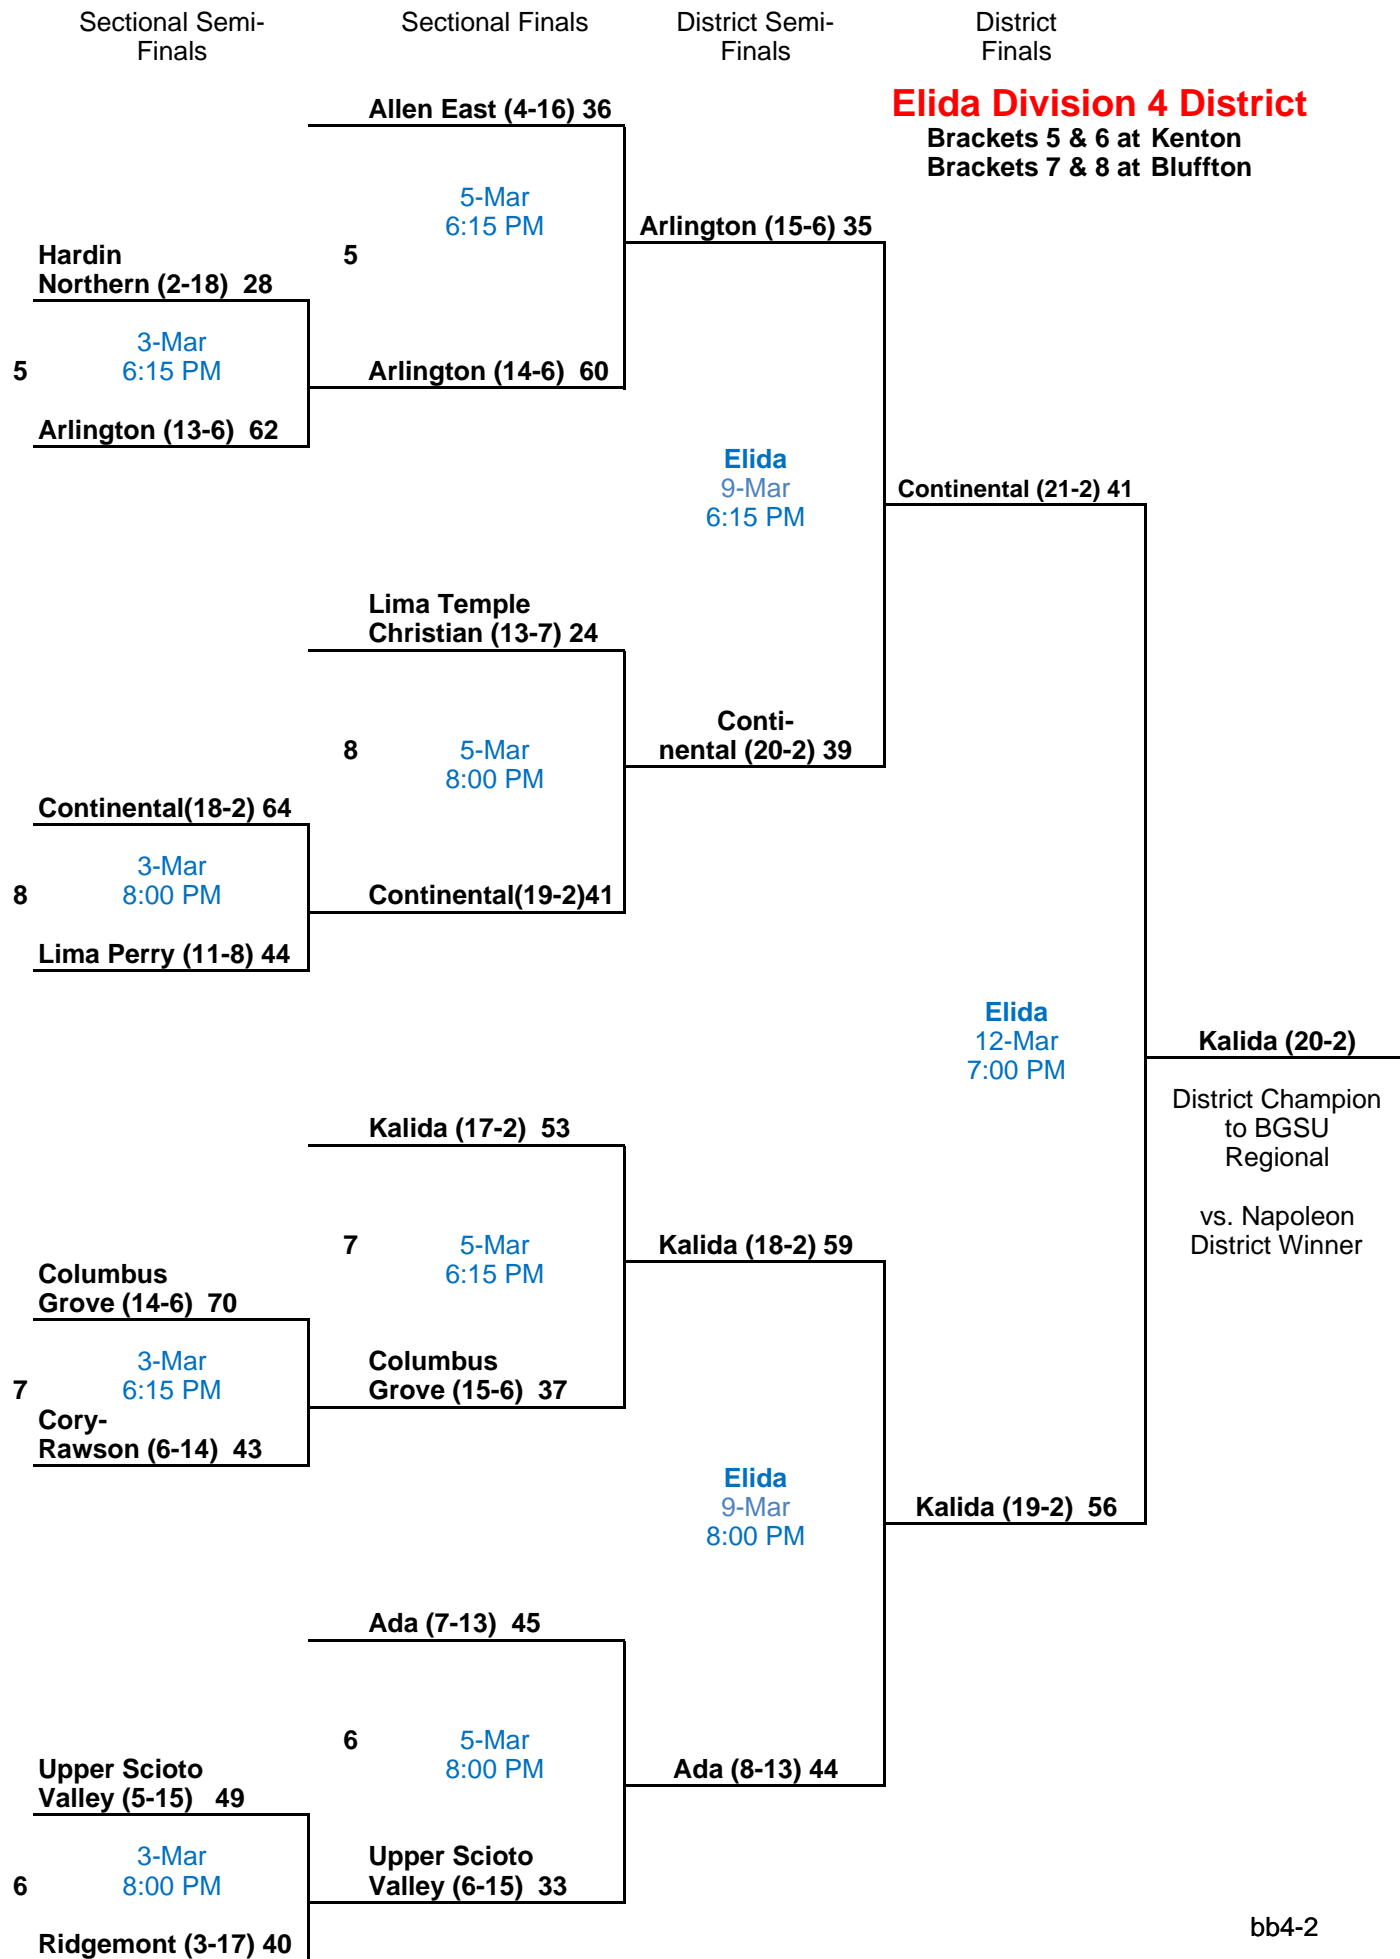 Sectional Semi-
Finals
Sectional Finals
District Semi-
Finals
District
Finals
Elida Division 4 District
Brackets 5 & 6 at Kenton
Brackets 7 & 8 at Bluffton
Allen East (4-16) 36
5-Mar
6:15 PM
5
Arlington (15-6) 35
Hardin
Northern (2-18) 28
3-Mar
6:15 PM
5
Arlington (14-6) 60
Arlington (13-6) 62
Elida
9-Mar
6:15 PM
Continental (21-2) 41
Lima Temple
Christian (13-7) 24
8
5-Mar
8:00 PM
Conti-
nental (20-2) 39
Continental(18-2) 64
3-Mar
8:00 PM
8
Continental(19-2)41
Lima Perry (11-8) 44
Elida
12-Mar
7:00 PM
Kalida (20-2)
District Champion
to BGSU
Regional
vs. Napoleon
District Winner
Kalida (17-2) 53
7
5-Mar
6:15 PM
Kalida (18-2) 59
Columbus
Grove (14-6) 70
3-Mar
6:15 PM
7
Columbus
Grove (15-6) 37
Cory-
Rawson (6-14) 43
Elida
9-Mar
8:00 PM
Kalida (19-2) 56
Ada (7-13) 45
6
5-Mar
8:00 PM
Ada (8-13) 44
Upper Scioto
Valley (5-15) 49
3-Mar
8:00 PM
6
Upper Scioto
Valley (6-15) 33
Ridgemont (3-17) 40
bb4-2